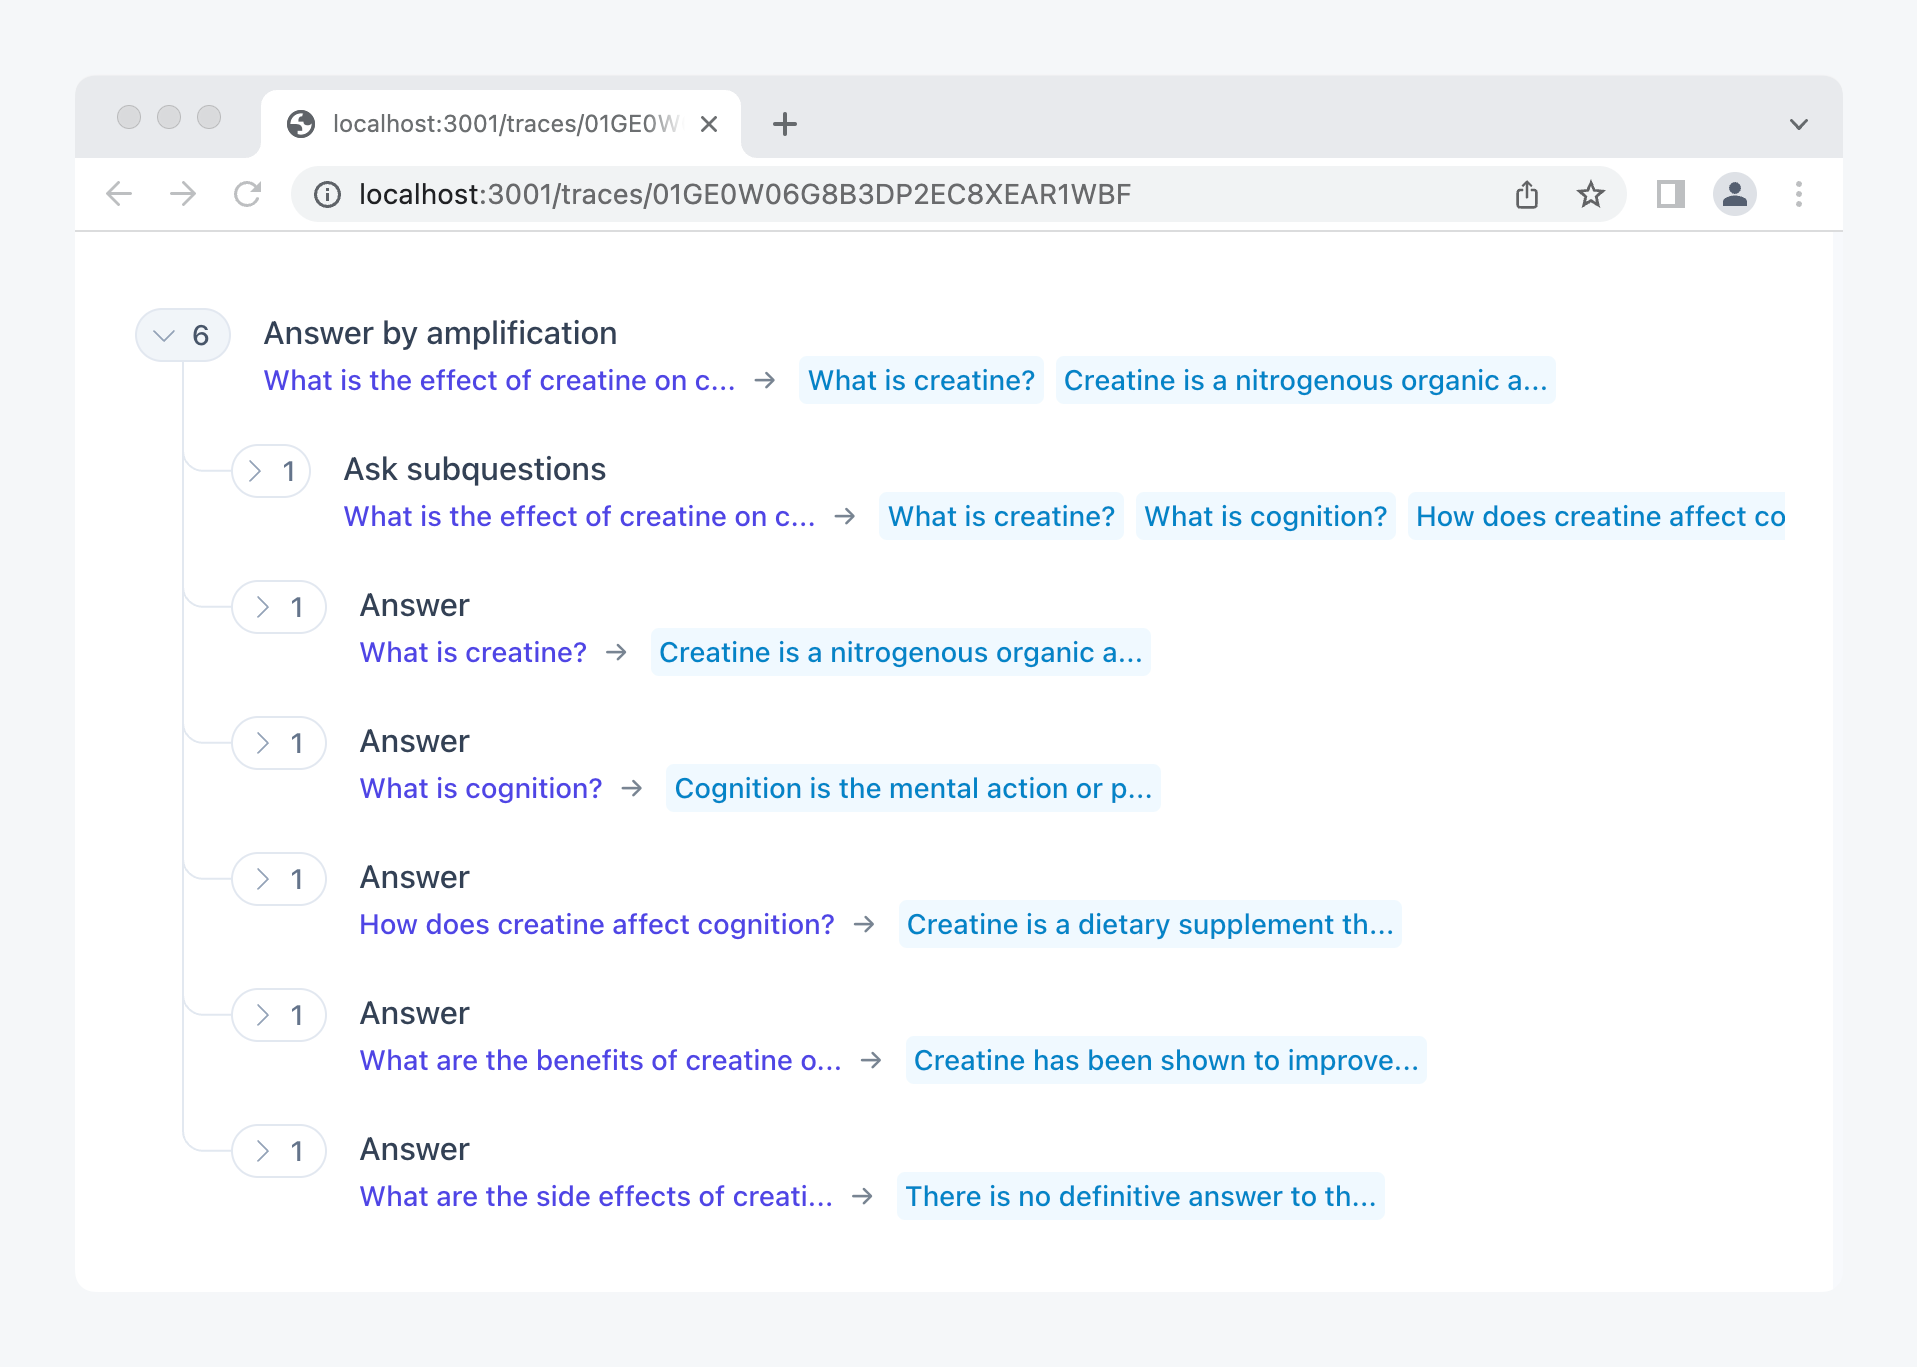 localhost:3001/traces/01GE0W
localhost:3001/traces/01GE0W06G8B3DP2EC8XEAR1WBF
6 Answer by amplification
What is the effect of creatine on c... → What is creatine? Creatine is a nitrogenous organic a...
1 Ask subquestions
What is the effect of creatine on c... → What is creatine? What is cognition? How does creatine affect co
1 Answer
What is creatine? → Creatine is a nitrogenous organic a...
1 Answer
What is cognition? → Cognition is the mental action or p...
1 Answer
How does creatine affect cognition? → Creatine is a dietary supplement th...
1 Answer
What are the benefits of creatine o... → Creatine has been shown to improve...
1 Answer
What are the side effects of creati... → There is no definitive answer to th...